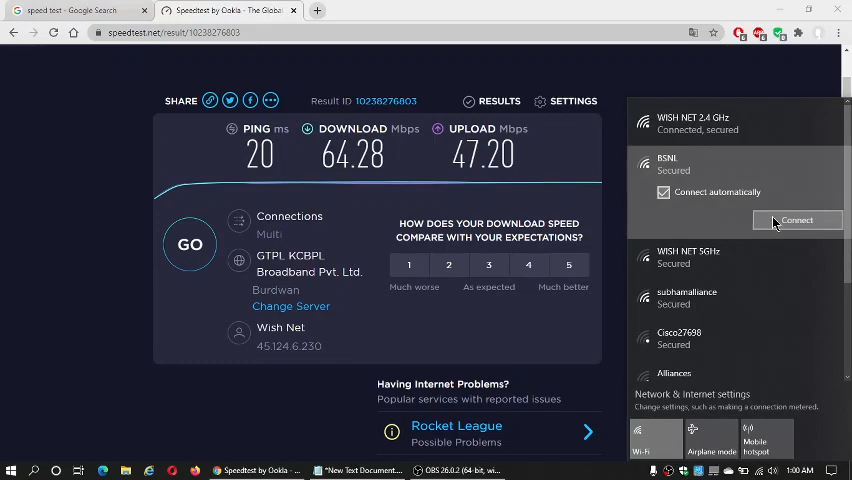 speed test - Google Search
Speedtest by Ookla - The Global
speedtest.net/result/10238276803
SHARE
Result ID 10238276803
RESULTS
SETTINGS
PING ms
20
DOWNLOAD Mbps
64.28
UPLOAD Mbps
47.20
GO
Connections
Multi
GTPL KCBPL
Broadband Pvt. Ltd.
Burdwan
Change Server
Wish Net
45.124.6.230
HOW DOES YOUR DOWNLOAD SPEED
COMPARE WITH YOUR EXPECTATIONS?
1 2 3 4 5
Much worse As expected Much better
Having Internet Problems?
Popular services with reported issues
Rocket League
Possible Problems
WISH NET 2.4 GHz
Connected, secured
BSNL
Secured
Connect automatically
Connect
WISH NET 5GHz
Secured
subhamalliance
Secured
Cisco27698
Secured
Alliances
Network & Internet settings
Change settings, such as making a connection metered.
Wi-Fi
Airplane mode
Mobile
hotspot
Speedtest by Ookla - ...
*New Text Document....
OBS 26.0.2 (64-bit, wi...
1:00 AM